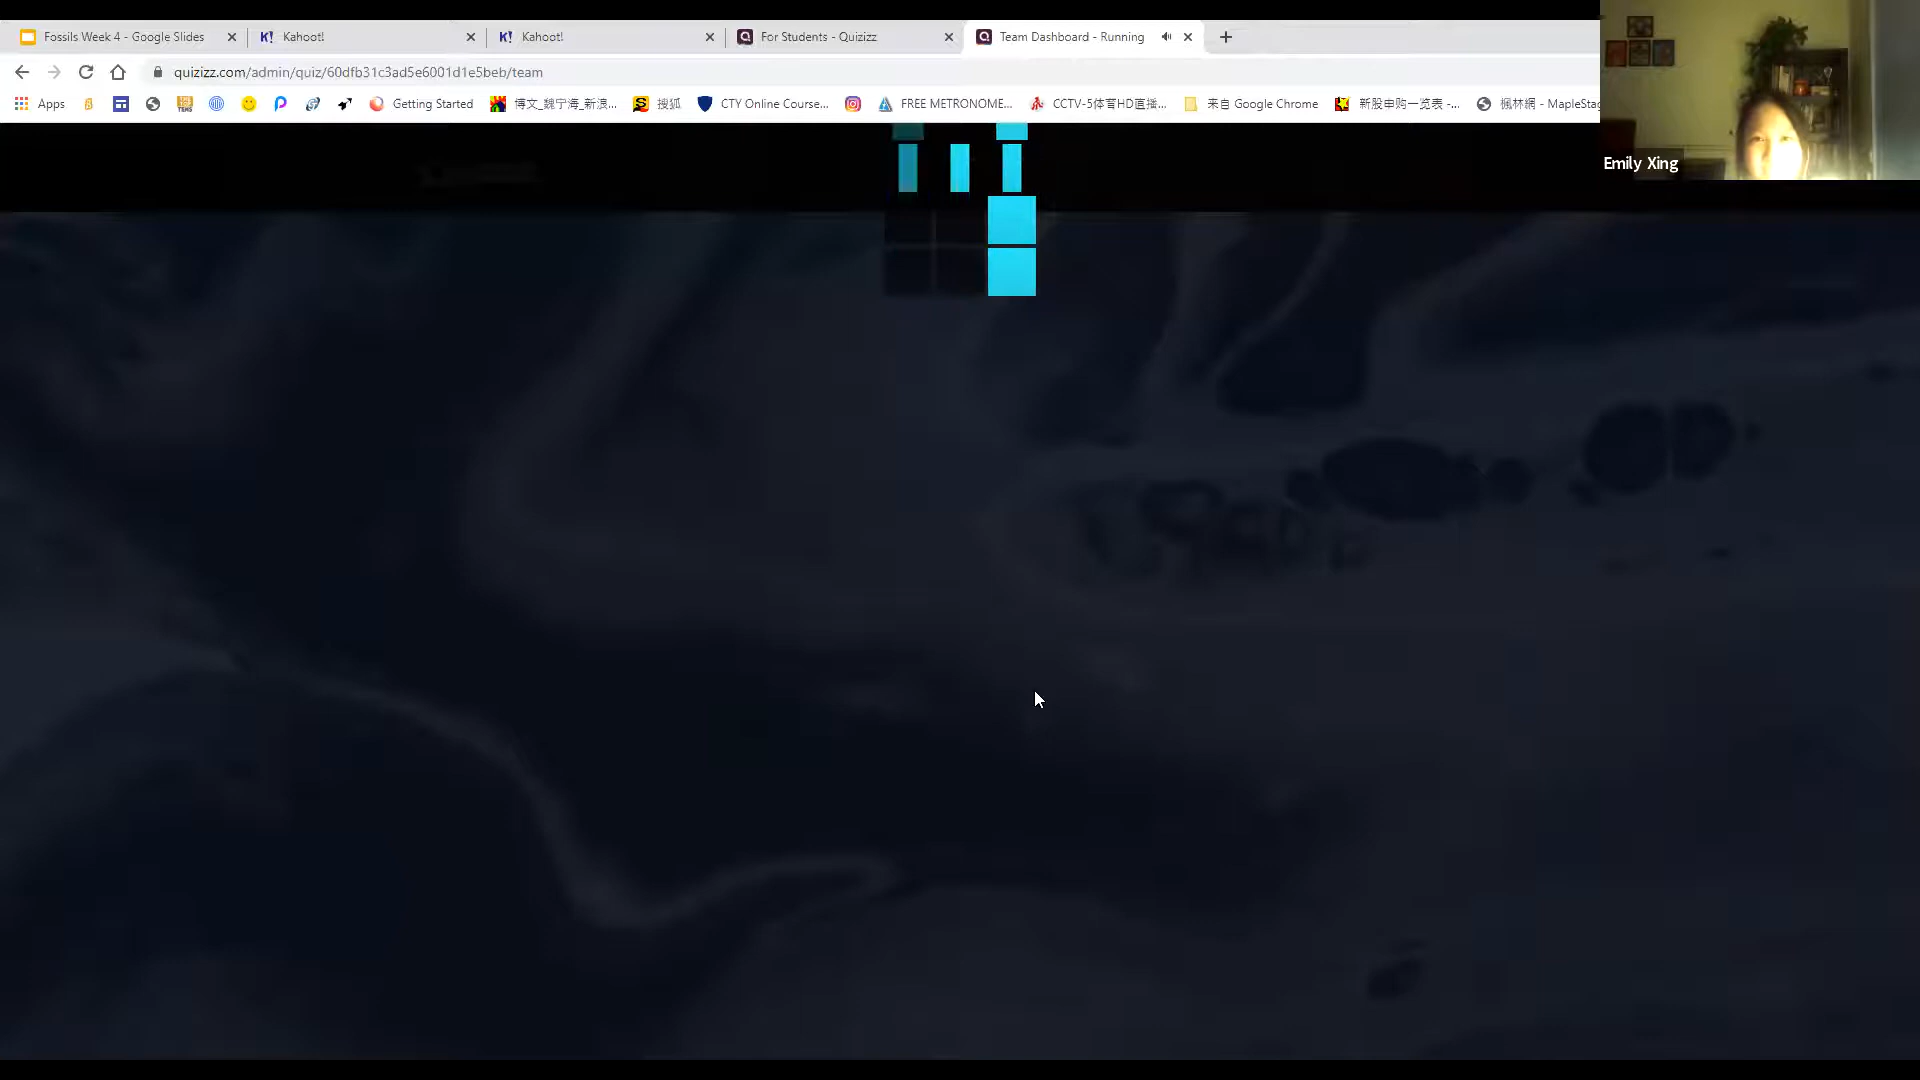 Fossils Week 4 - Google Slides
Kahoot!
Kahoot!
For Students - Quizizz
Team Dashboard - Running
quizizz.com/admin/quiz/60dfb31c3ad5e6001d1e5beb/team
Apps
Getting Started
博文_魏宁海_新浪...
搜狐
CTY Online Course...
FREE METRONOME...
CCTV-5体育HD直播...
来自 Google Chrome
新股申购一览表 -...
楓林網 - MapleStag
Emily Xing